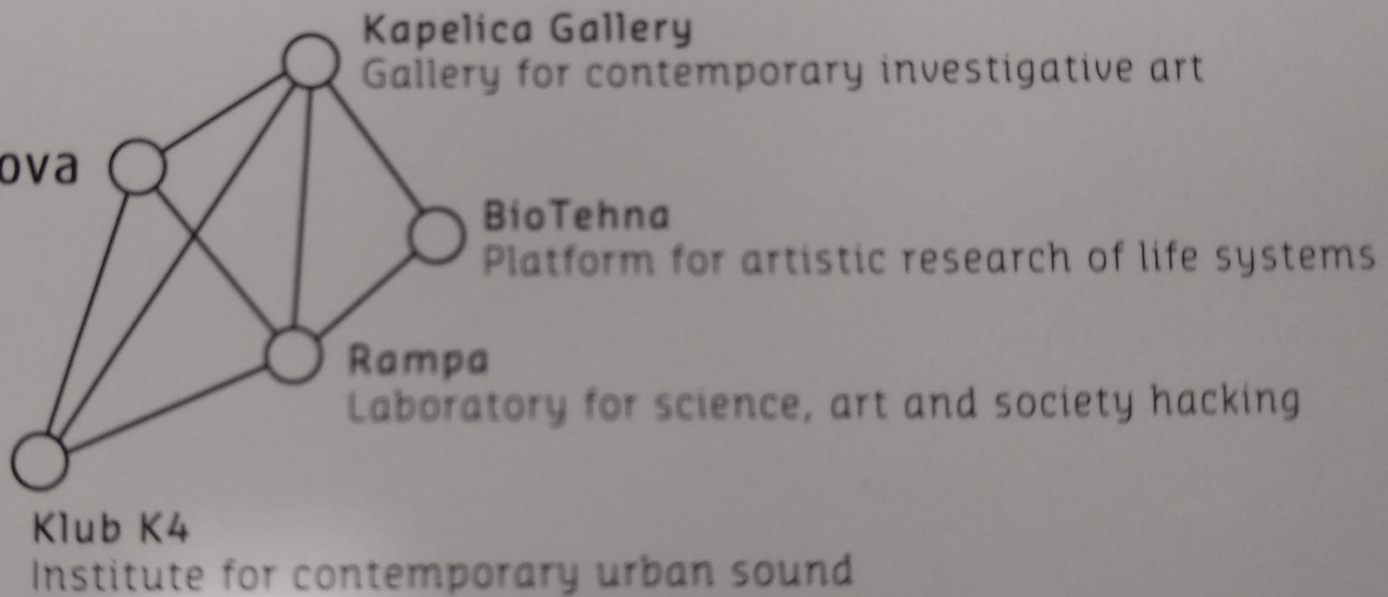 Kapelica Gallery
Gallery for contemporary investigative art
ova
BioTehna
Platform for artistic research of life systems
Rampa
Laboratory for science, art and society hacking
Klub K4
Institute for contemporary urban sound